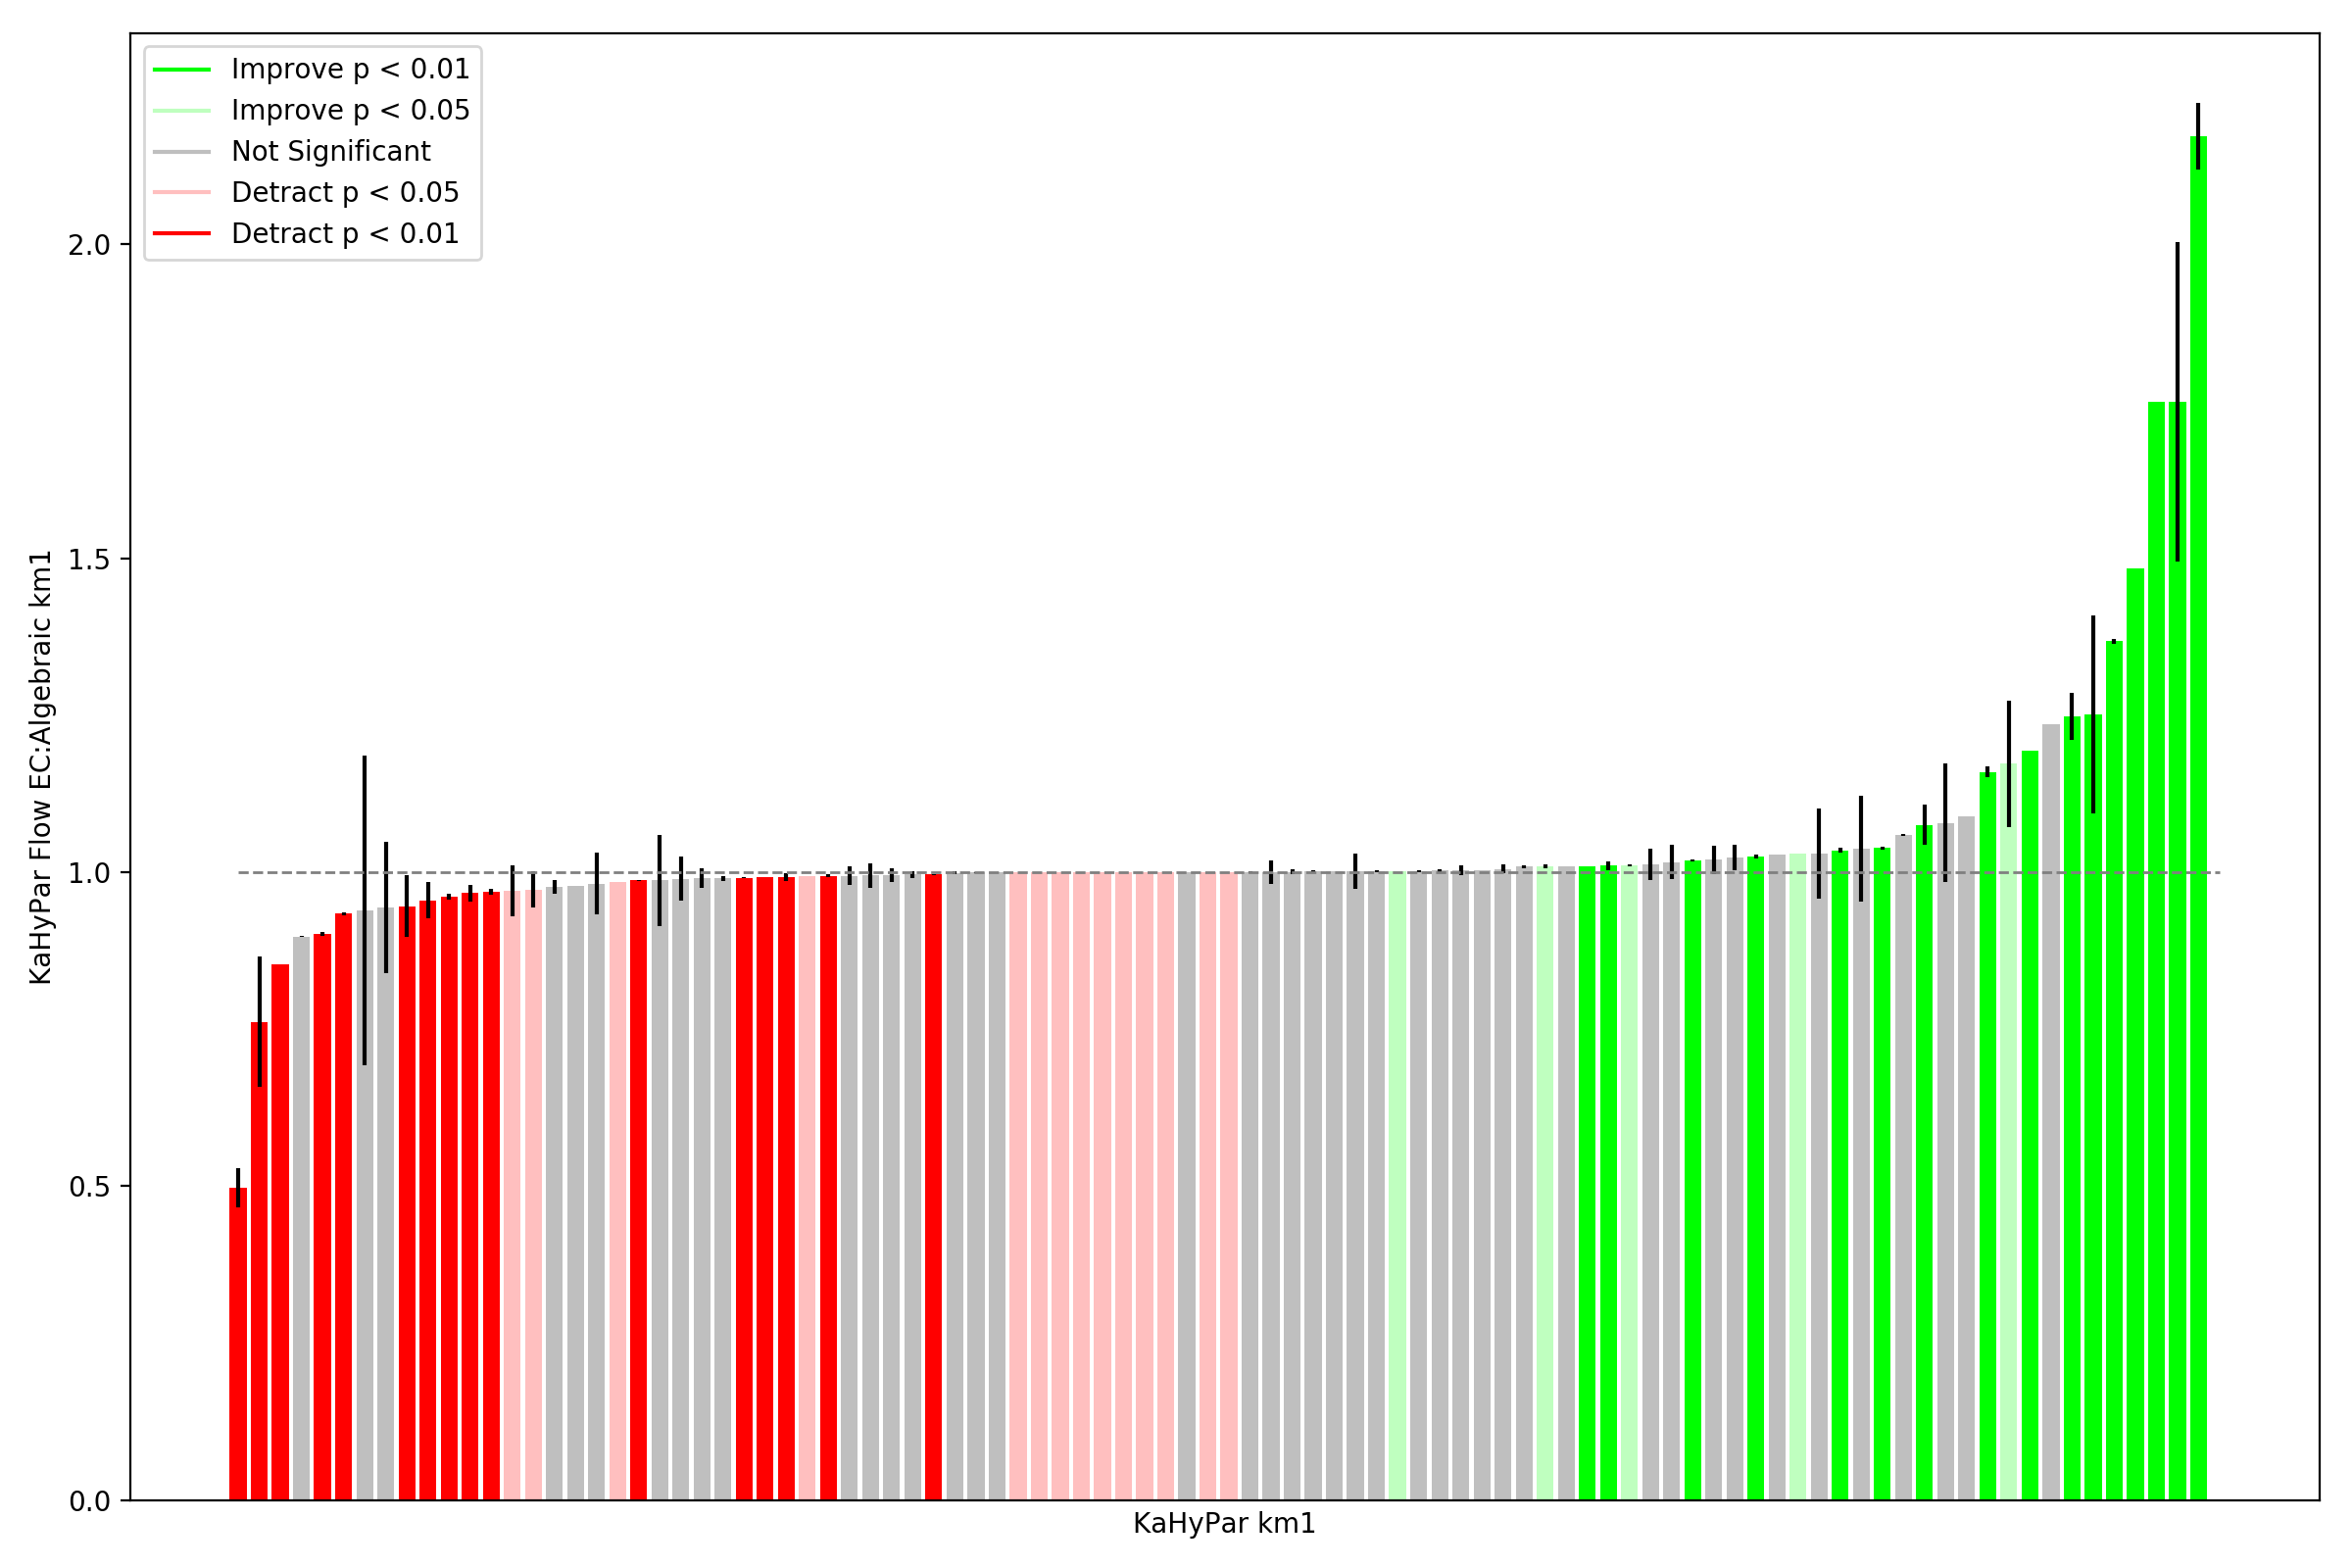 Improve p < 0.01
Improve p < 0.05
Not Significant
Detract p < 0.05
Detract p < 0.01
2.0
1.5
1.0
0.5
0.0
KaHyPar Flow EC:Algebraic km1
KaHyPar km1